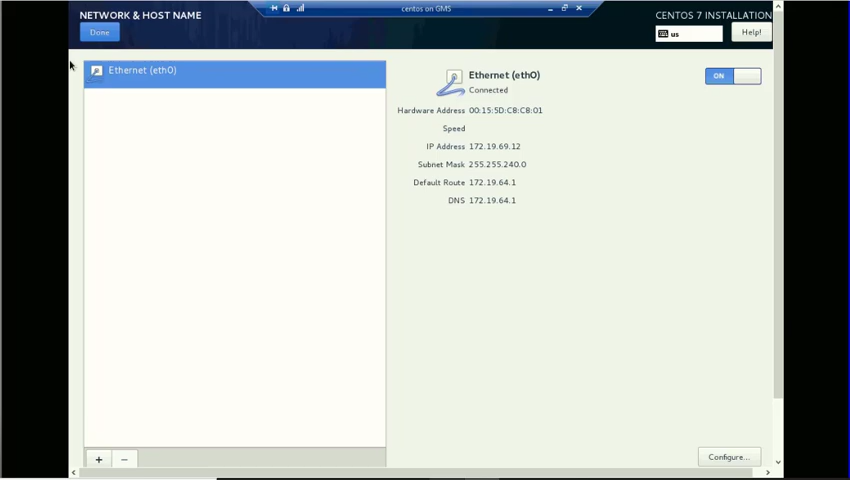 centos on GMS
NETWORK & HOST NAME
CENTOS 7 INSTALLATION
Done
us
Help!
Ethernet (eth0)
Ethernet (eth0)
Connected
ON
Hardware Address 00:15:5D:C8:C8:01
Speed
IP Address 172.19.69.12
Subnet Mask 255.255.240.0
Default Route 172.19.64.1
DNS 172.19.64.1
+ −
Configure...